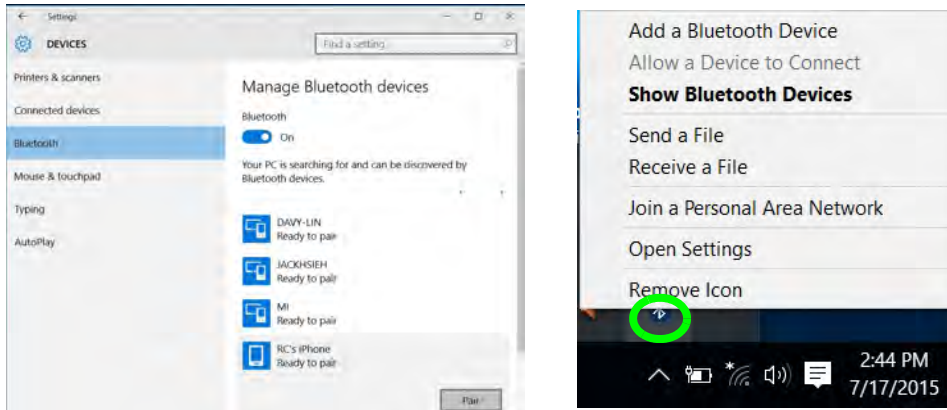 Settings
DEVICES
Find a setting
Printers & scanners
Connected devices
Bluetooth
Mouse & touchpad
Typing
AutoPlay
Manage Bluetooth devices
Bluetooth
On
Your PC is searching for and can be discovered by
Bluetooth devices.
DAVY-LIN
Ready to pair
JACKHSIEH
Ready to pair
MI
Ready to pair
RC's iPhone
Ready to pair
Pair
Add a Bluetooth Device
Allow a Device to Connect
Show Bluetooth Devices
Send a File
Receive a File
Join a Personal Area Network
Open Settings
Remove Icon
2:44 PM
7/17/2015